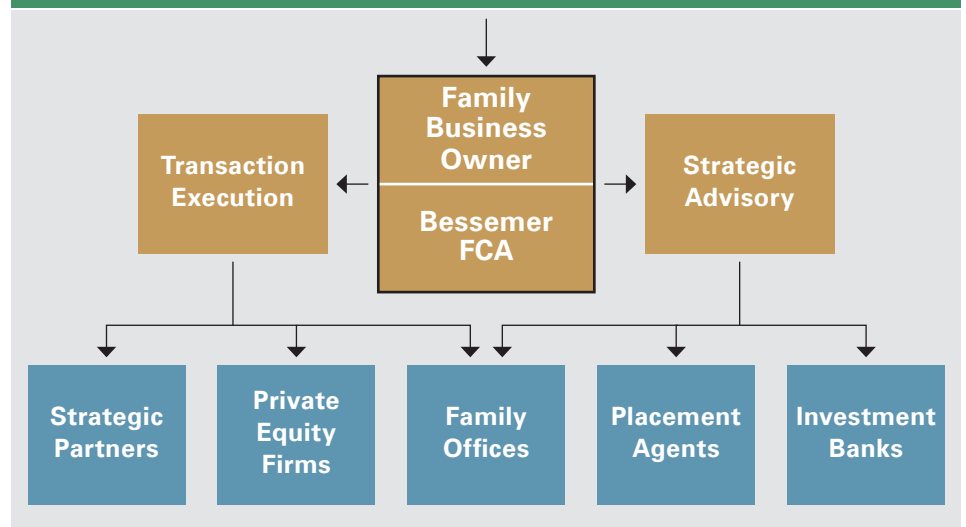 Family
Business
Owner
Bessemer
FCA
Transaction
Execution
Strategic
Advisory
Strategic
Partners
Private
Equity
Firms
Family
Offices
Placement
Agents
Investment
Banks